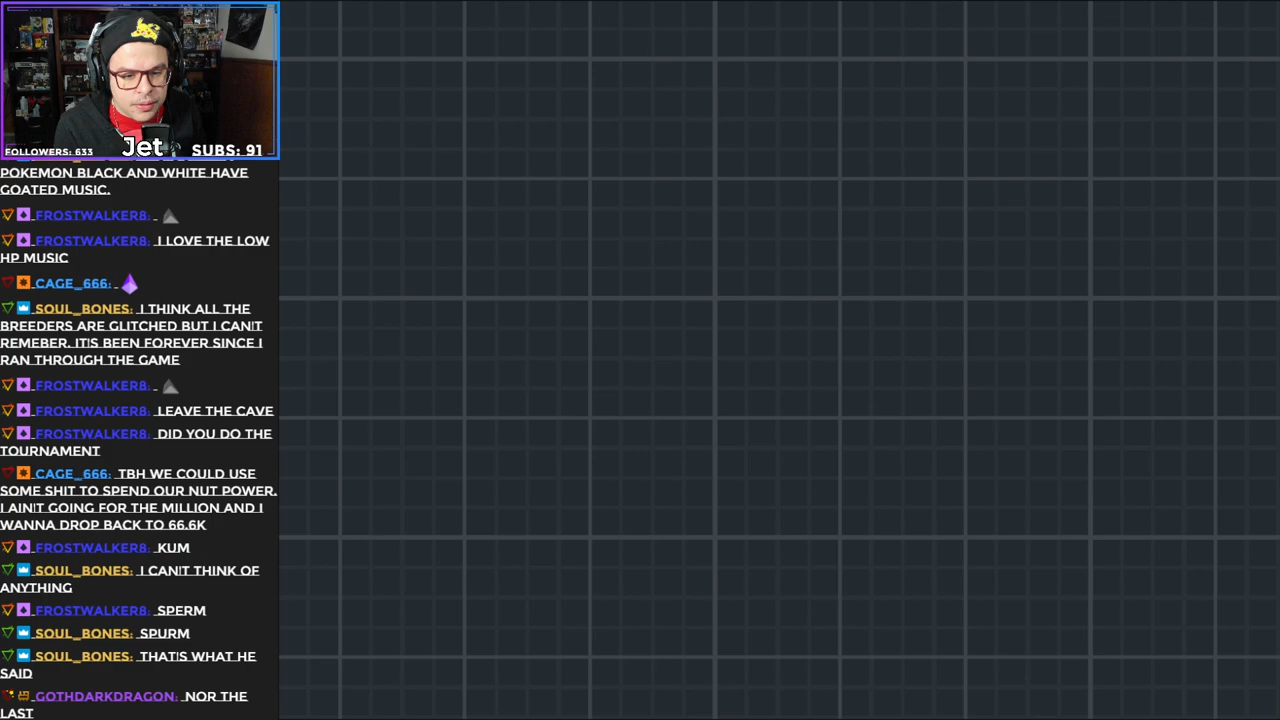 FOLLOWERS: 633
Jet
SUBS: 91
POKEMON BLACK AND WHITE HAVE
GOATED MUSIC.
FROSTWALKER8:
FROSTWALKER8: I LOVE THE LOW
HP MUSIC
CAGE_666:
SOUL_BONES: I THINK ALL THE
BREEDERS ARE GLITCHED BUT I CAN'T
REMEBER. IT'S BEEN FOREVER SINCE I
RAN THROUGH THE GAME
FROSTWALKER8:
FROSTWALKER8: LEAVE THE CAVE
FROSTWALKER8: DID YOU DO THE
TOURNAMENT
CAGE_666: TBH WE COULD USE
SOME SHIT TO SPEND OUR NUT POWER.
I AIN'T GOING FOR THE MILLION AND I
WANNA DROP BACK TO 66.6K
FROSTWALKER8: KUM
SOUL_BONES: I CAN'T THINK OF
ANYTHING
FROSTWALKER8: SPERM
SOUL_BONES: SPURM
SOUL_BONES: THAT'S WHAT HE
SAID
GOTHDARKDRAGON: NOR THE
LAST